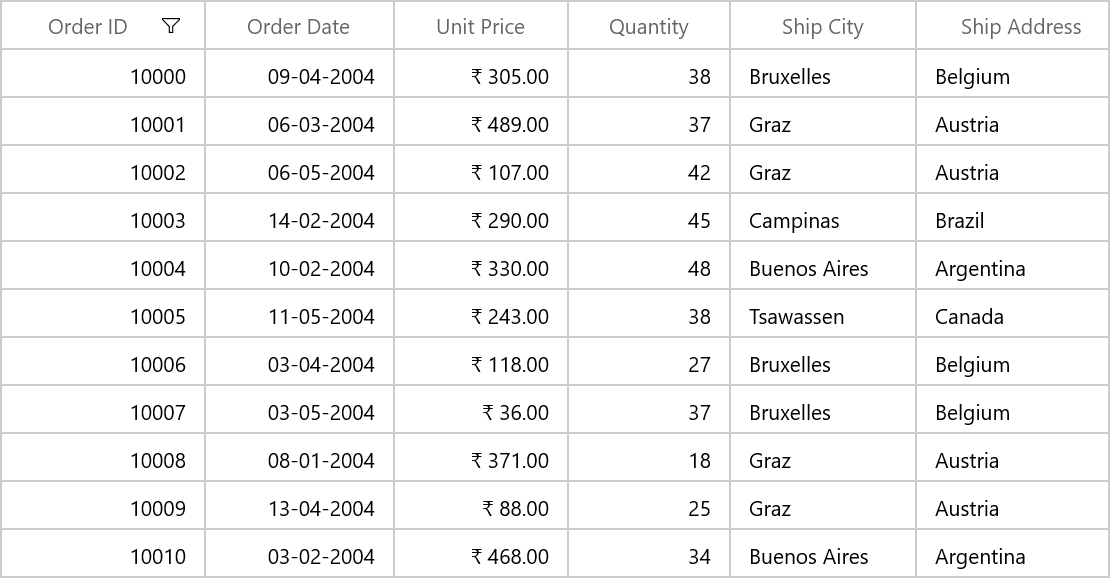 Order ID Order Date Unit Price Quantity Ship City Ship Address
10000 09-04-2004 ₹ 305.00 38 Bruxelles Belgium
10001 06-03-2004 ₹ 489.00 37 Graz Austria
10002 06-05-2004 ₹ 107.00 42 Graz Austria
10003 14-02-2004 ₹ 290.00 45 Campinas Brazil
10004 10-02-2004 ₹ 330.00 48 Buenos Aires Argentina
10005 11-05-2004 ₹ 243.00 38 Tsawassen Canada
10006 03-04-2004 ₹ 118.00 27 Bruxelles Belgium
10007 03-05-2004 ₹ 36.00 37 Bruxelles Belgium
10008 08-01-2004 ₹ 371.00 18 Graz Austria
10009 13-04-2004 ₹ 88.00 25 Graz Austria
10010 03-02-2004 ₹ 468.00 34 Buenos Aires Argentina